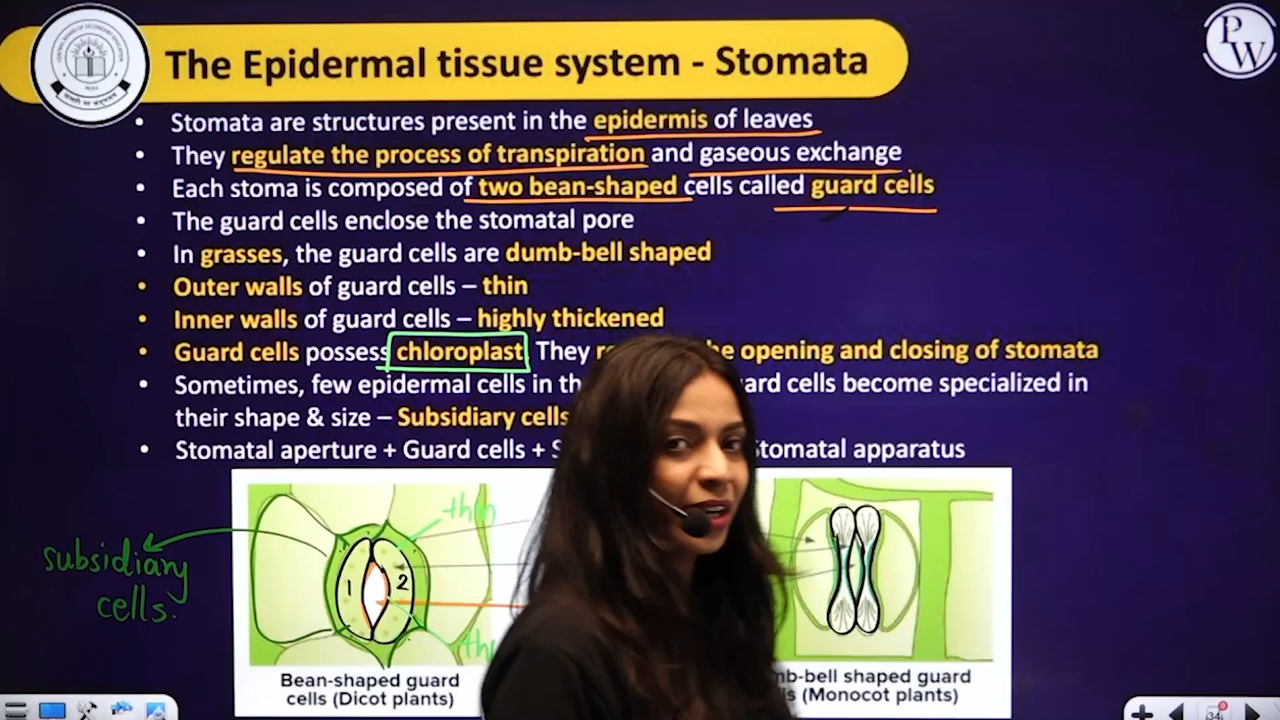 The Epidermal tissue system - Stomata
P
W
• Stomata are structures present in the epidermis of leaves
• They regulate the process of transpiration and gaseous exchange
• Each stoma is composed of two bean-shaped cells called guard cells
• The guard cells enclose the stomatal pore
• In grasses, the guard cells are dumb-bell shaped
• Outer walls of guard cells – thin
• Inner walls of guard cells – highly thickened
• Guard cells possess chloroplast. They opening and closing of stomata
• Sometimes, few epidermal cells in cells become specialized in
their shape & size – Subsidiary cells
• Stomatal aperture + Guard cells + Stomatal apparatus
thin
subsidiary
cells.
1 2
Bean-shaped guard
cells (Dicot plants)
shaped guard
(Monocot plants)